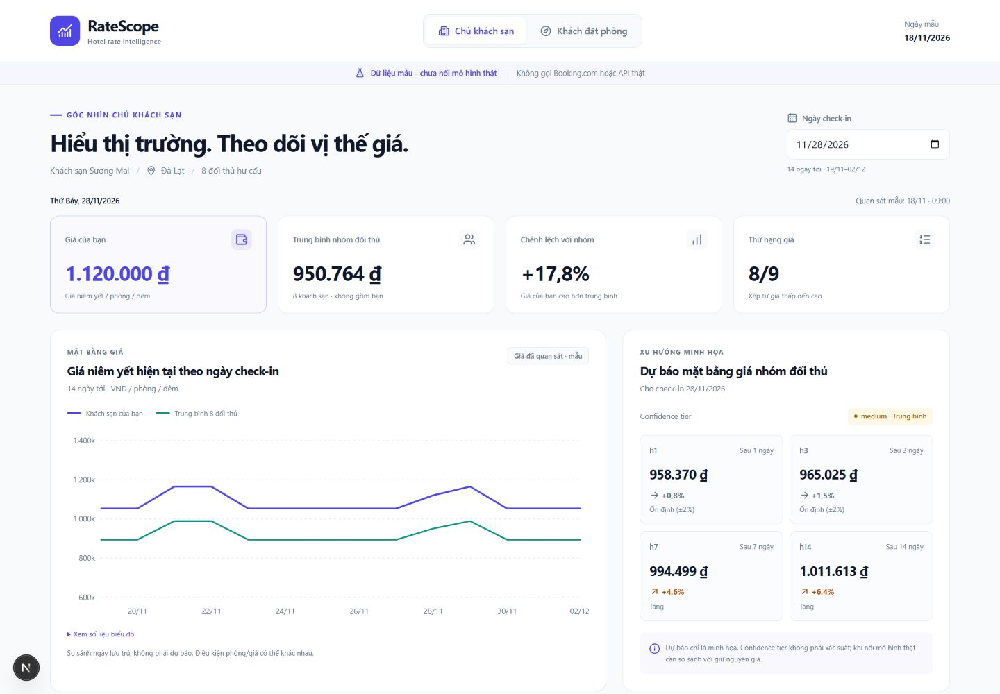 RateScope
Hotel rate intelligence
Chủ khách sạn
Khách đặt phòng
Ngày mẫu
18/11/2026
Dữ liệu mẫu - chưa nối mô hình thật
Không gọi Booking.com hoặc API thật
GÓC NHÌN CHỦ KHÁCH SẠN
Hiểu thị trường. Theo dõi vị thế giá.
Khách sạn Sương Mai / Đà Lạt / 8 đối thủ hư cấu
Ngày check-in
11/28/2026
14 ngày tới · 19/11–02/12
Thứ Bảy, 28/11/2026
Quan sát mẫu: 18/11 · 09:00
Giá của bạn
1.120.000 ₫
Giá niêm yết / phòng / đêm
Trung bình nhóm đối thủ
950.764 ₫
8 khách sạn · không gồm bạn
Chênh lệch với nhóm
+17,8%
Giá của bạn cao hơn trung bình
Thứ hạng giá
8/9
Xếp từ giá thấp đến cao
MẶT BẰNG GIÁ
Giá niêm yết hiện tại theo ngày check-in
14 ngày tới · VND / phòng / đêm
Giá đã quan sát · mẫu
Khách sạn của bạn
Trung bình 8 đối thủ
1.400k
1.200k
1.000k
800k
600k
20/11 22/11 24/11 26/11 28/11 30/11 02/12
Xem số liệu biểu đồ
So sánh ngày lưu trú, không phải dự báo. Điều kiện phòng/giá có thể khác nhau.
XU HƯỚNG MINH HỌA
Dự báo mặt bằng giá nhóm đối thủ
Cho check-in 28/11/2026
Confidence tier
medium · Trung bình
h1 Sau 1 ngày
958.370 ₫
+0,8%
Ổn định (±2%)
h3 Sau 3 ngày
965.025 ₫
+1,5%
Ổn định (±2%)
h7 Sau 7 ngày
994.499 ₫
+4,6%
Tăng
h14 Sau 14 ngày
1.011.613 ₫
+6,4%
Tăng
Dự báo chỉ là minh họa. Confidence tier không phải xác suất; khi nối mô hình thật
cần so sánh với giữ nguyên giá.
N